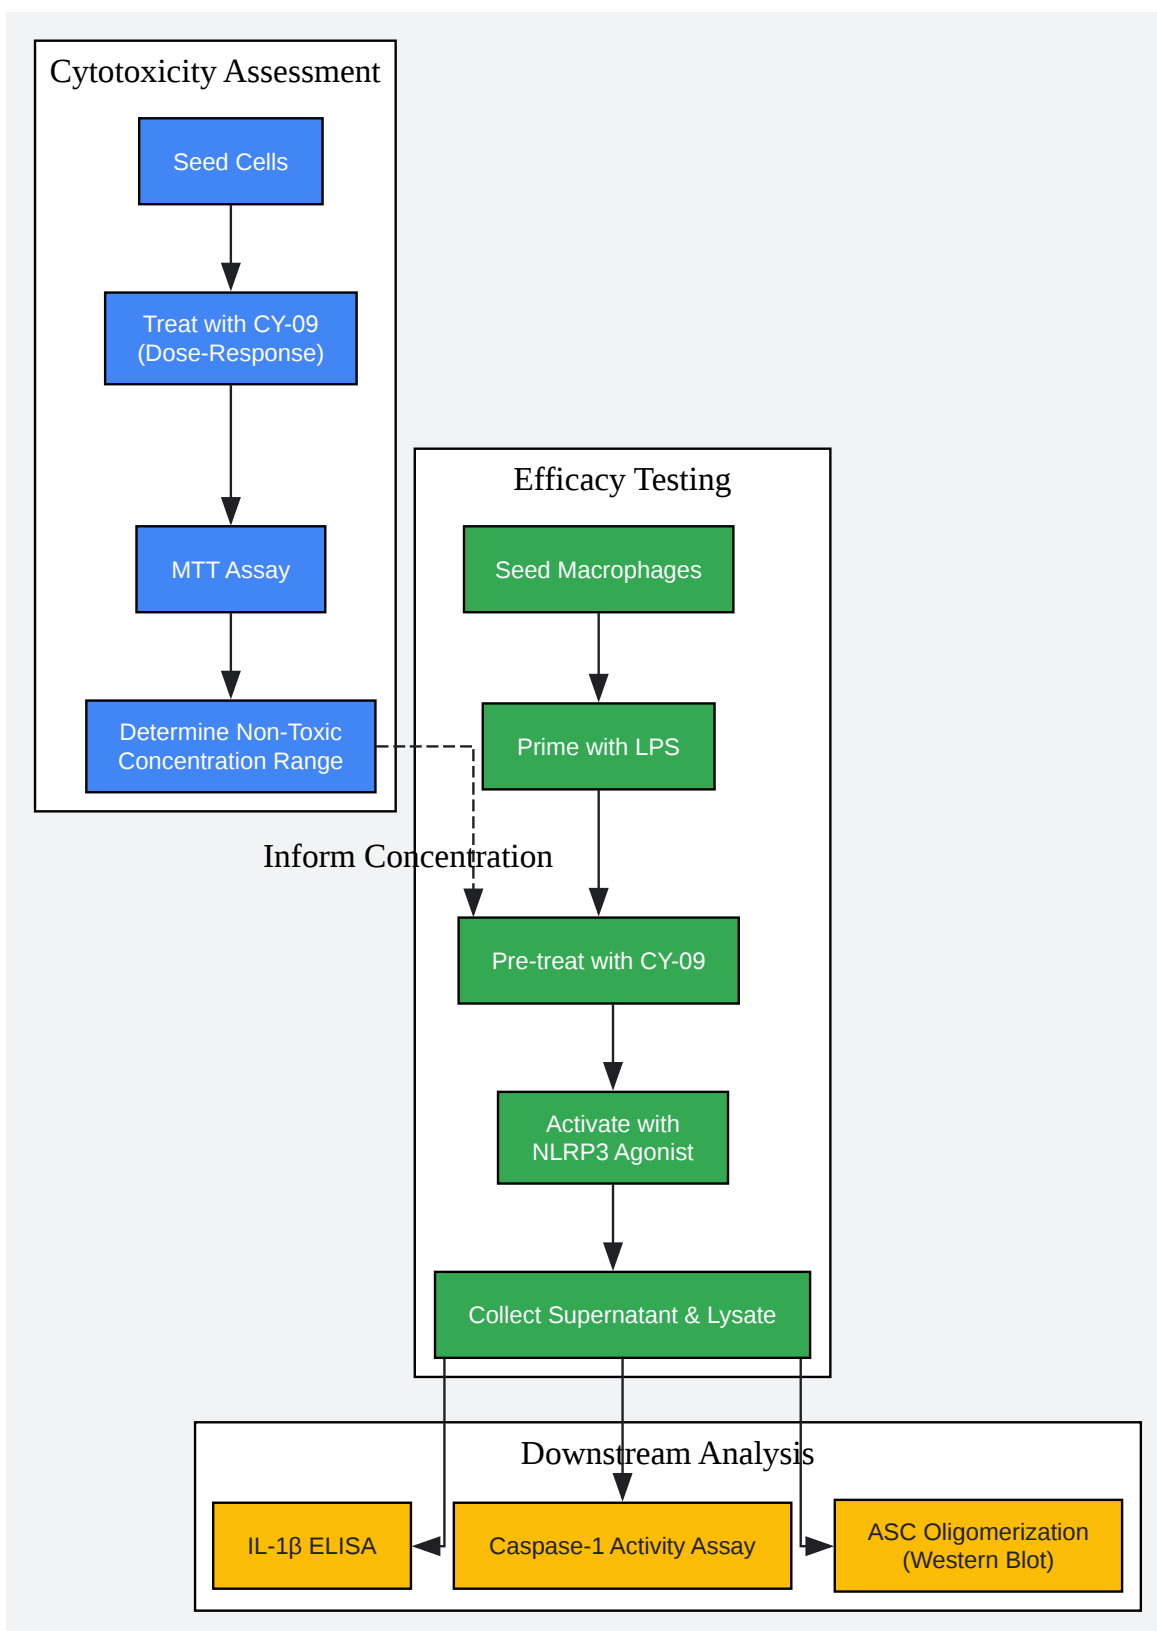 Cytotoxicity Assessment
Seed Cells
Treat with CY-09
(Dose-Response)
MTT Assay
Determine Non-Toxic
Concentration Range
Inform Concentration
Efficacy Testing
Seed Macrophages
Prime with LPS
Pre-treat with CY-09
Activate with
NLRP3 Agonist
Collect Supernatant & Lysate
Downstream Analysis
IL-1β ELISA
Caspase-1 Activity Assay
ASC Oligomerization
(Western Blot)